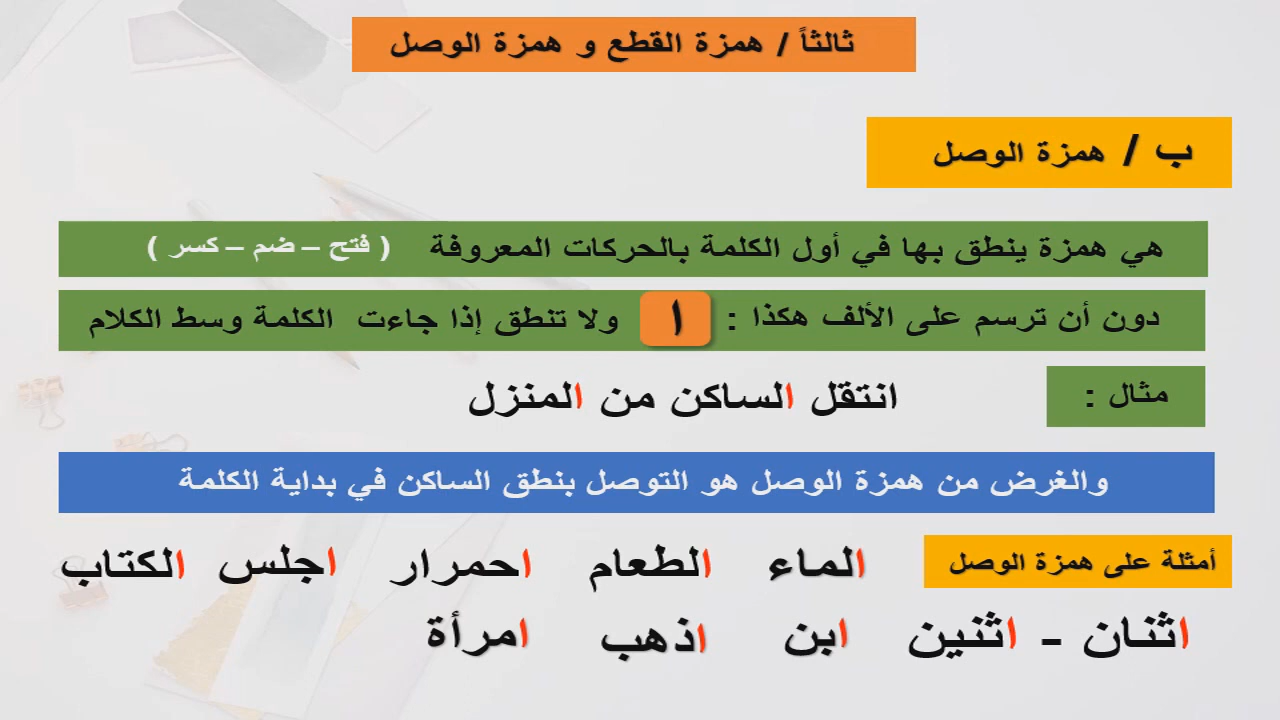 ثالثاً / همزة القطع و همزة الوصل
ب / همزة الوصل
هي همزة ينطق بها في أول الكلمة بالحركات المعروفة ( فتح – ضم – كسر )
دون أن ترسم على الألف هكذا : ا ولا تنطق إذا جاءت الكلمة وسط الكلام
مثال : انتقل الساكن من المنزل
والغرض من همزة الوصل هو التوصل بنطق الساكن في بداية الكلمة
أمثلة على همزة الوصل الماء الطعام احمرار اجلس الكتاب
اثنان - اثنين ابن اذهب امرأة